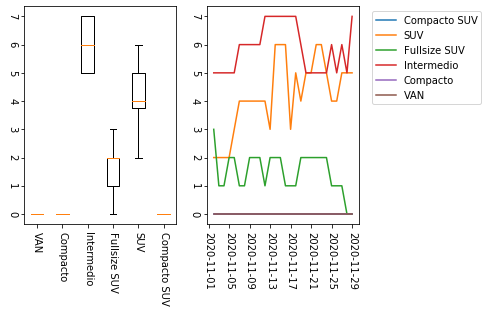 7
6
5
4
3
2
1
0
VAN
Compacto
Intermedio
Fullsize SUV
SUV
Compacto SUV
7
6
5
4
3
2
1
0
2020-11-01
2020-11-05
2020-11-09
2020-11-13
2020-11-17
2020-11-21
2020-11-25
2020-11-29
Compacto SUV
SUV
Fullsize SUV
Intermedio
Compacto
VAN